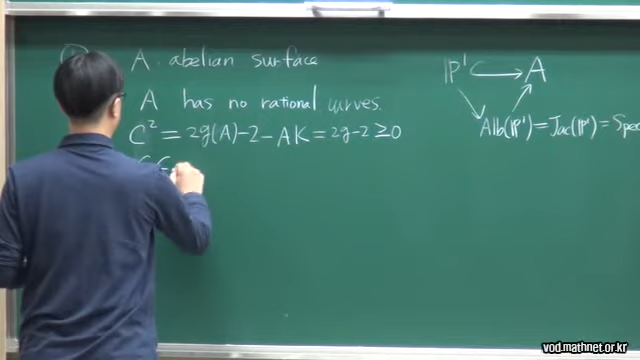 A abelian surface
A has no rational curves.
C² = 2g(A)-2 - AK = 2g-2 ≥ 0
ℙ¹ ↪ A
Alb(ℙ¹) = Jac(ℙ¹) = Spec
vod.mathnet.or.kr